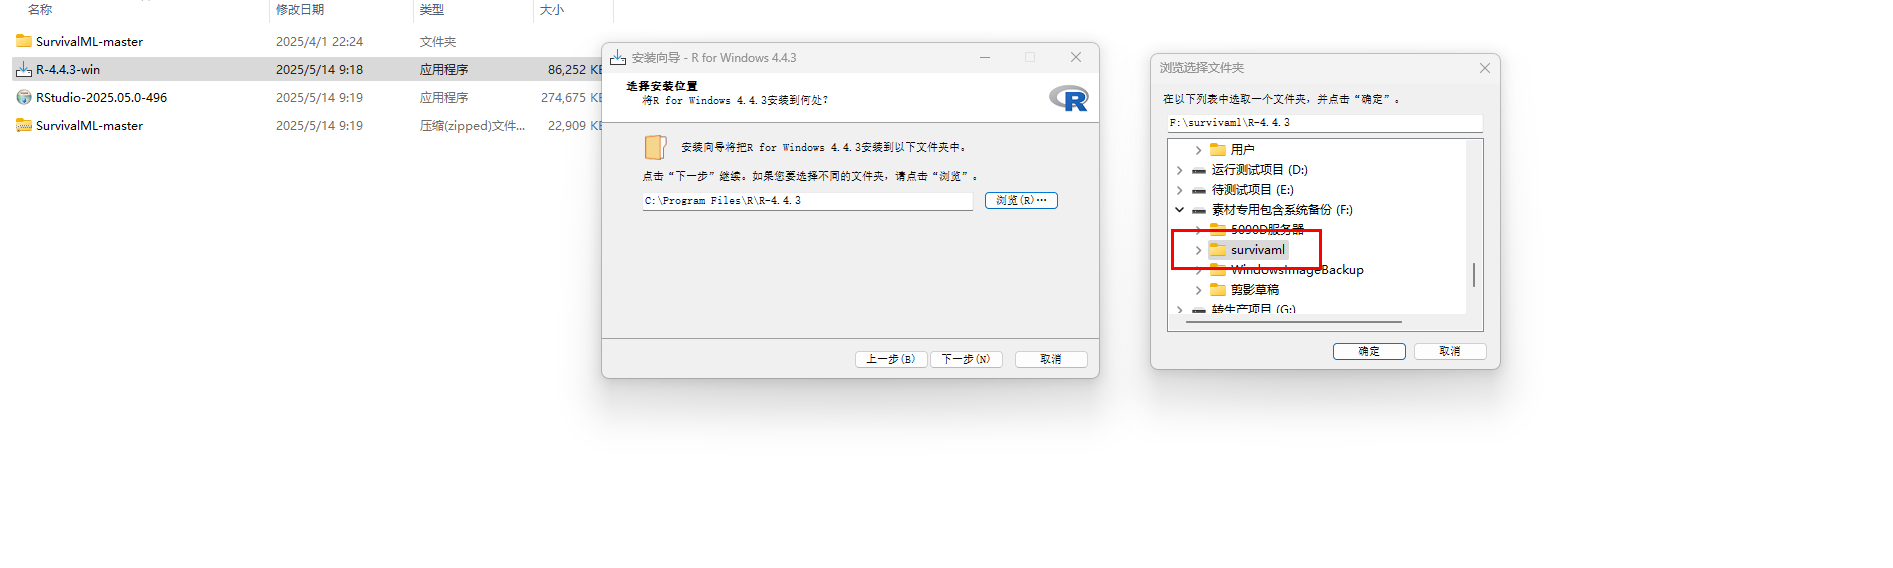 名称 修改日期 类型 大小
SurvivalML-master 2025/4/1 22:24 文件夹
R-4.4.3-win 2025/5/14 9:18 应用程序 86,252 KB
RStudio-2025.05.0-496 2025/5/14 9:19 应用程序 274,675 KB
SurvivalML-master 2025/5/14 9:19 压缩(zipped)文件... 22,909 KB
安装向导 - R for Windows 4.4.3
选择安装位置
将R for Windows 4.4.3安装到何处?
R
安装向导将把R for Windows 4.4.3安装到以下文件夹中。
点击“下一步”继续。如果您要选择不同的文件夹,请点击“浏览”。
C:\Program Files\R\R-4.4.3
浏览(R)…
上一步(B) 下一步(N) 取消
浏览选择文件夹
在以下列表中选取一个文件夹,并点击“确定”。
F:\survivaml\R-4.4.3
用户
运行测试项目 (D:)
待测试项目 (E:)
素材专用包含系统备份 (F:)
5090D服务器
survivaml
WindowsImageBackup
剪影草稿
转生产项目 (G:)
确定 取消